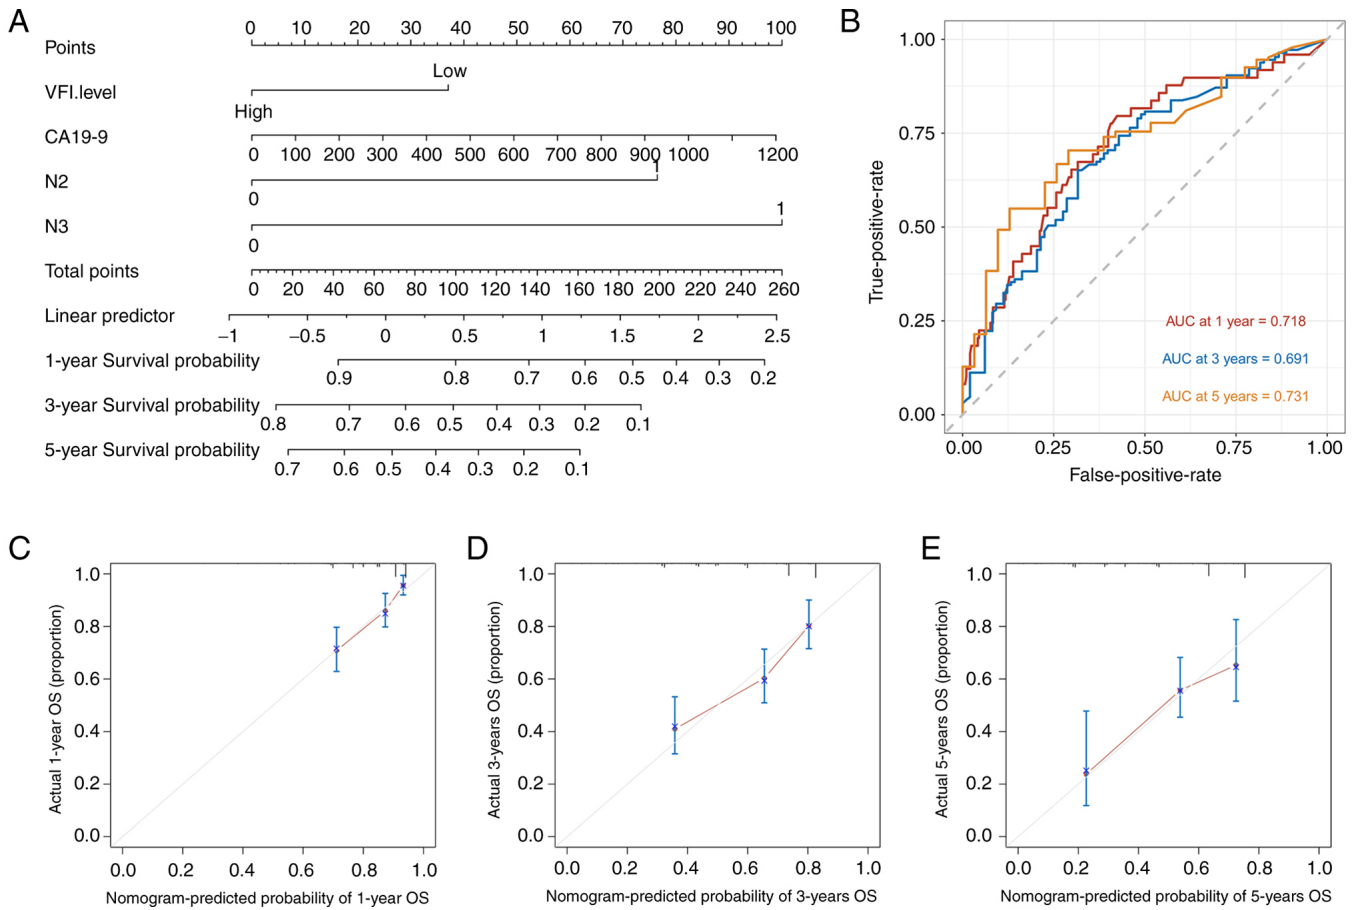 A
Points
0 10 20 30 40 50 60 70 80 90 100
VFI.level
Low
High
CA19-9
0 100 200 300 400 500 600 700 800 900 1000 1200
N2
1
0
N3
1
0
Total points
0 20 40 60 80 100 120 140 160 180 200 220 240 260
Linear predictor
−1 −0.5 0 0.5 1 1.5 2 2.5
1-year Survival probability
0.9 0.8 0.7 0.6 0.5 0.4 0.3 0.2
3-year Survival probability
0.8 0.7 0.6 0.5 0.4 0.3 0.2 0.1
5-year Survival probability
0.7 0.6 0.5 0.4 0.3 0.2 0.1
B
True-positive-rate
1.00
0.75
0.50
0.25
0.00
AUC at 1 year = 0.718
AUC at 3 years = 0.691
AUC at 5 years = 0.731
0.00 0.25 0.50 0.75 1.00
False-positive-rate
C
Actual 1-year OS (proportion)
1.0
0.8
0.6
0.4
0.2
0.0
0.0 0.2 0.4 0.6 0.8 1.0
Nomogram-predicted probability of 1-year OS
D
Actual 3-years OS (proportion)
1.0
0.8
0.6
0.4
0.2
0.0
0.0 0.2 0.4 0.6 0.8 1.0
Nomogram-predicted probability of 3-years OS
E
Actual 5-years OS (proportion)
1.0
0.8
0.6
0.4
0.2
0.0
0.0 0.2 0.4 0.6 0.8 1.0
Nomogram-predicted probability of 5-years OS